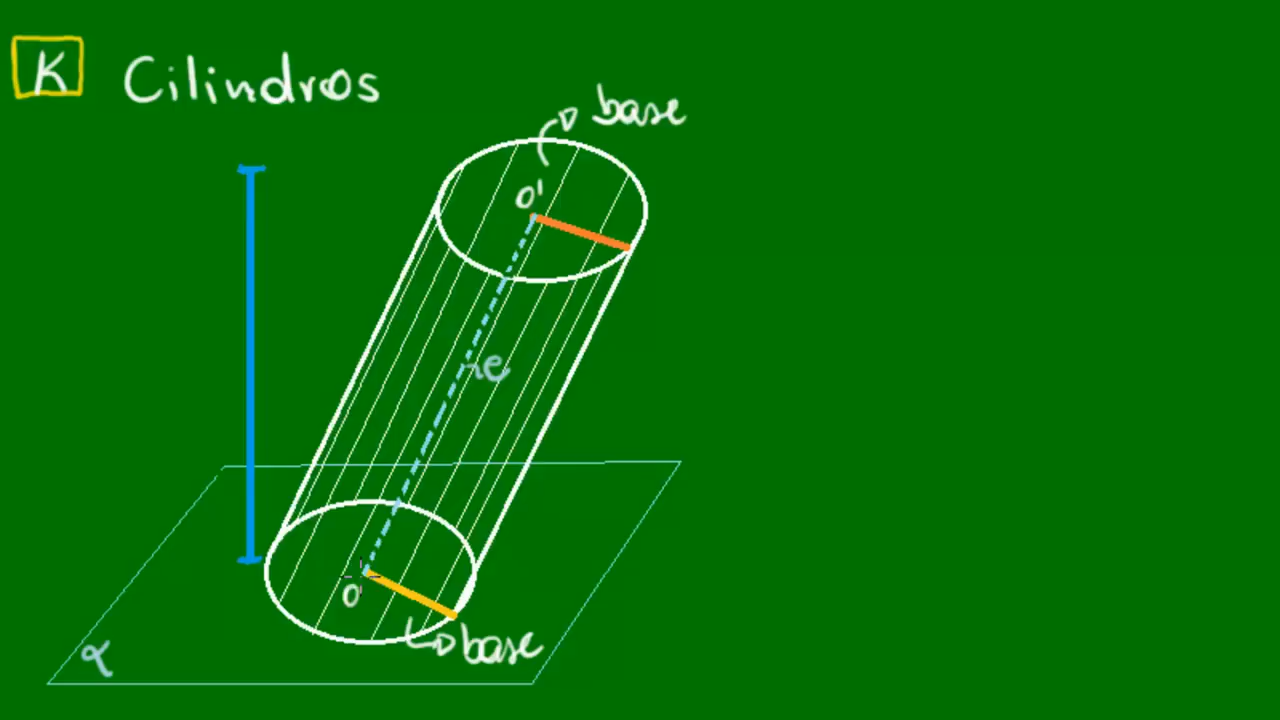 K Cilindros
base
O'
e
O
base
α